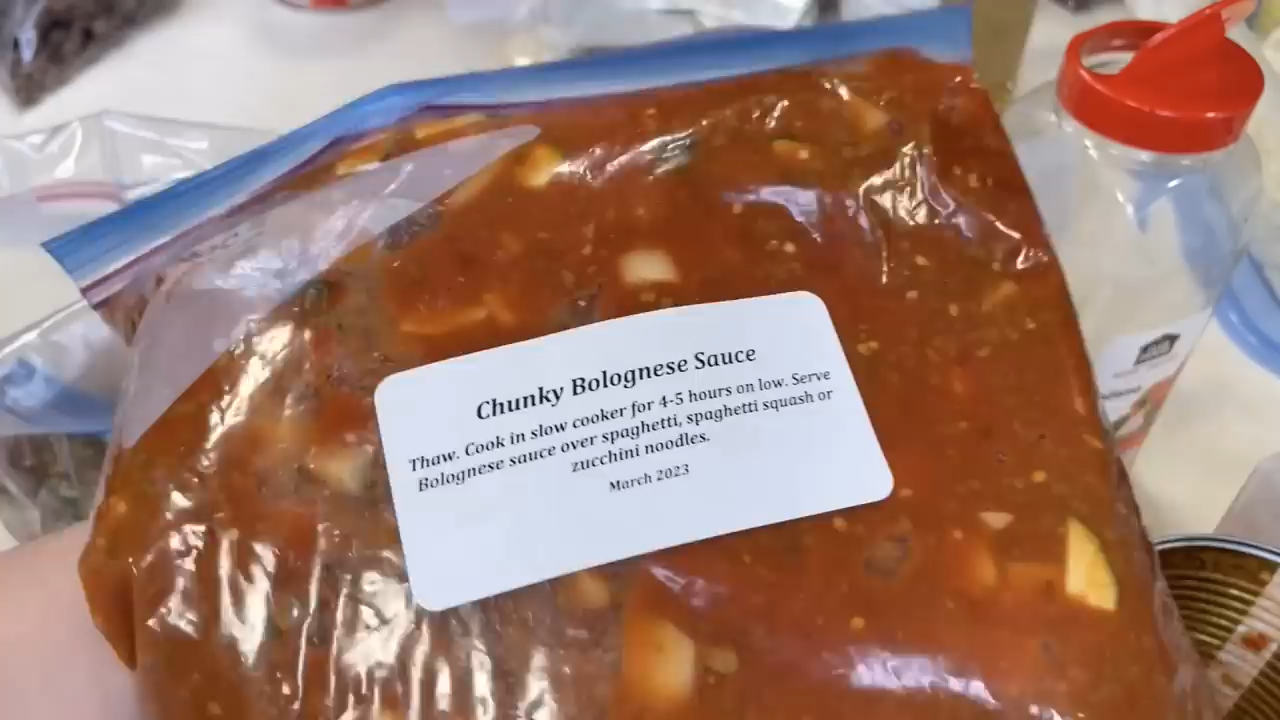 Chunky Bolognese Sauce
Thaw. Cook in slow cooker for 4-5 hours on low. Serve
Bolognese sauce over spaghetti, spaghetti squash or
zucchini noodles.
March 2023